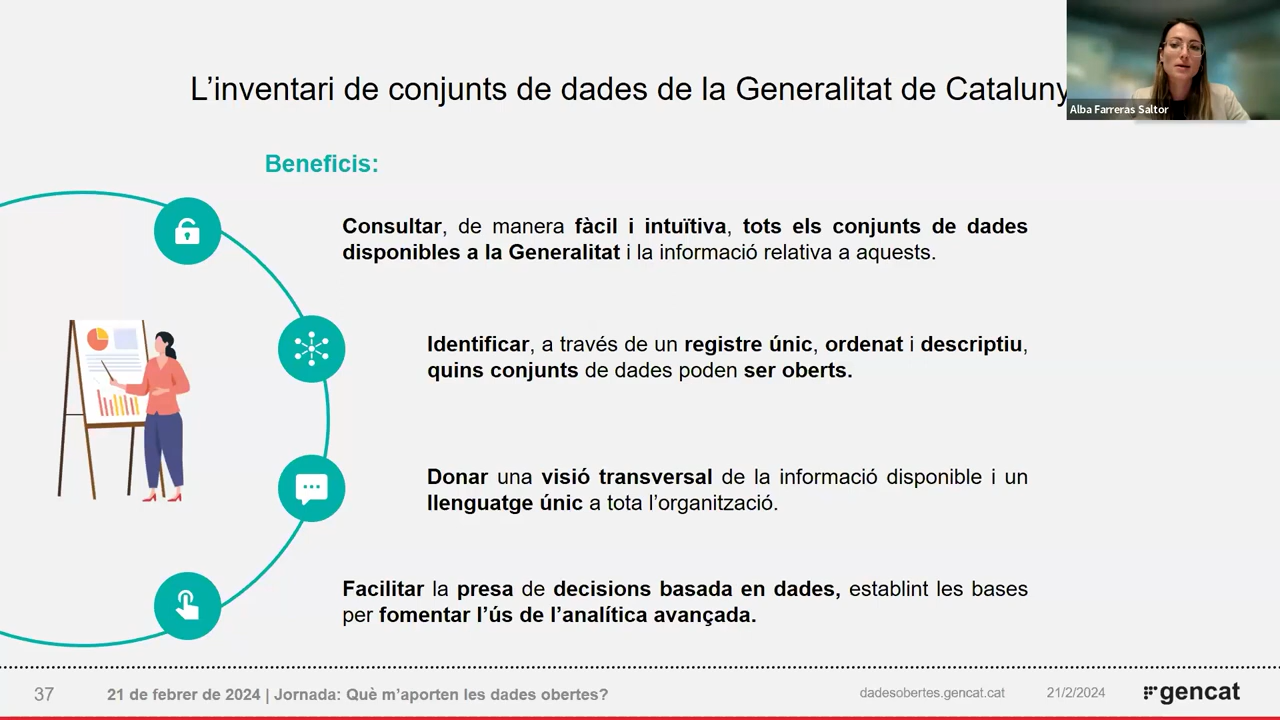 L’inventari de conjunts de dades de la Generalitat de Cataluny
Alba Farreras Saltor
Beneficis:
Consultar, de manera fàcil i intuïtiva, tots els conjunts de dades
disponibles a la Generalitat i la informació relativa a aquests.
Identificar, a través de un registre únic, ordenat i descriptiu,
quins conjunts de dades poden ser oberts.
Donar una visió transversal de la informació disponible i un
llenguatge únic a tota l’organització.
Facilitar la presa de decisions basada en dades, establint les bases
per fomentar l’ús de l’analítica avançada.
37
21 de febrer de 2024 | Jornada: Què m’aporten les dades obertes?
dadesobertes.gencat.cat
21/2/2024
gencat